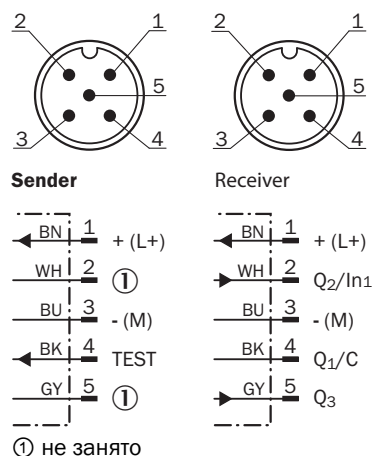 2 1 2 1
5 5
3 4 3 4
Sender Receiver
BN 1 + (L+) BN 1 + (L+)
WH 2 ① WH 2 Q2/In1
BU 3 - (M) BU 3 - (M)
BK 4 TEST BK 4 Q1/C
GY 5 ① GY 5 Q3
① не занято